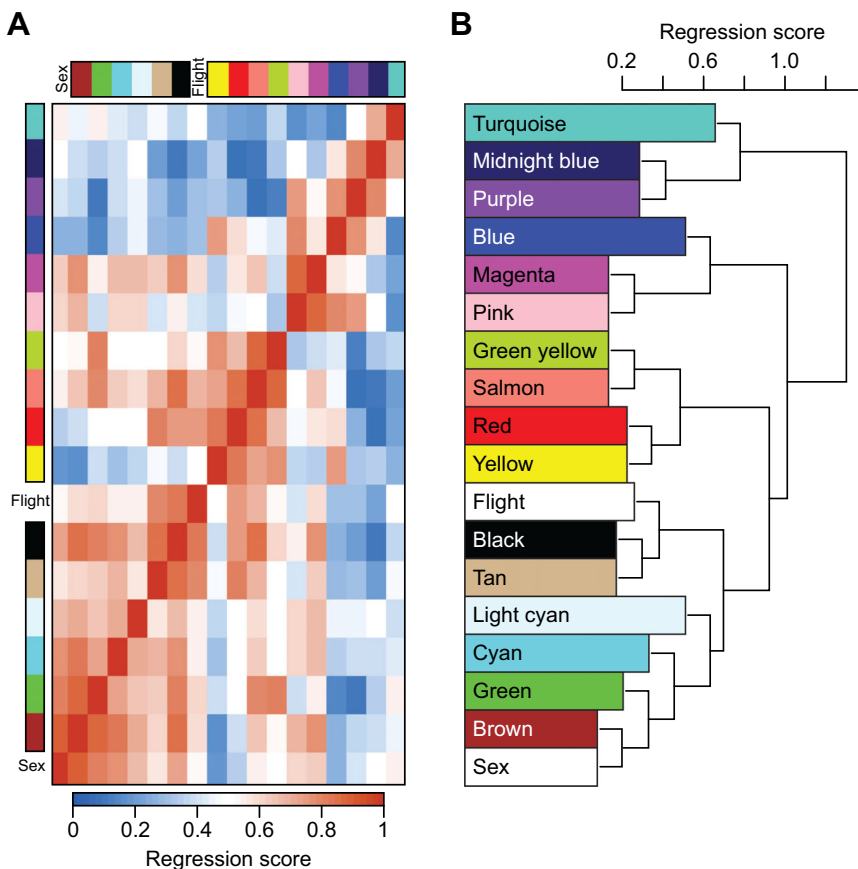 A
Sex
Flight
Flight
Sex
0 0.2 0.4 0.6 0.8 1
Regression score
B
Regression score
0.2 0.6 1.0
Turquoise
Midnight blue
Purple
Blue
Magenta
Pink
Green yellow
Salmon
Red
Yellow
Flight
Black
Tan
Light cyan
Cyan
Green
Brown
Sex